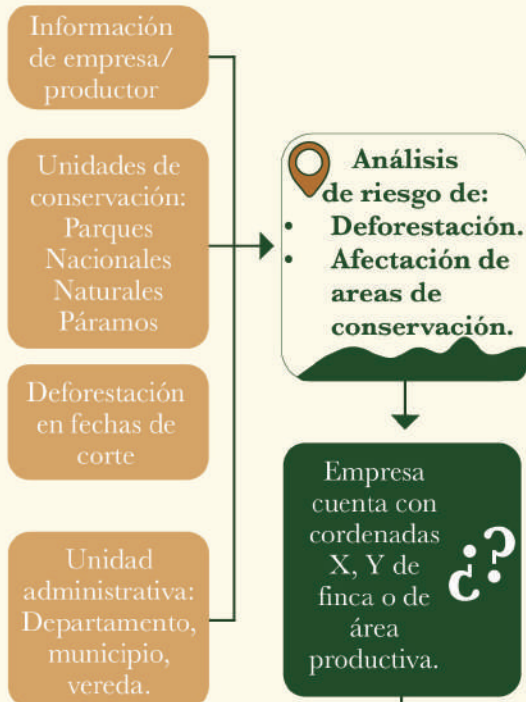 Información
de empresa/
productor
Unidades de
conservación:
Parques
Nacionales
Naturales
Páramos
Deforestación
en fechas de
corte
Unidad
administrativa:
Departamento,
municipio,
vereda.
Análisis
de riesgo de:
• Deforestación.
• Afectación de
areas de
conservación.
Empresa
cuenta con
cordenadas
X, Y de
finca o de
área
productiva.
¿?